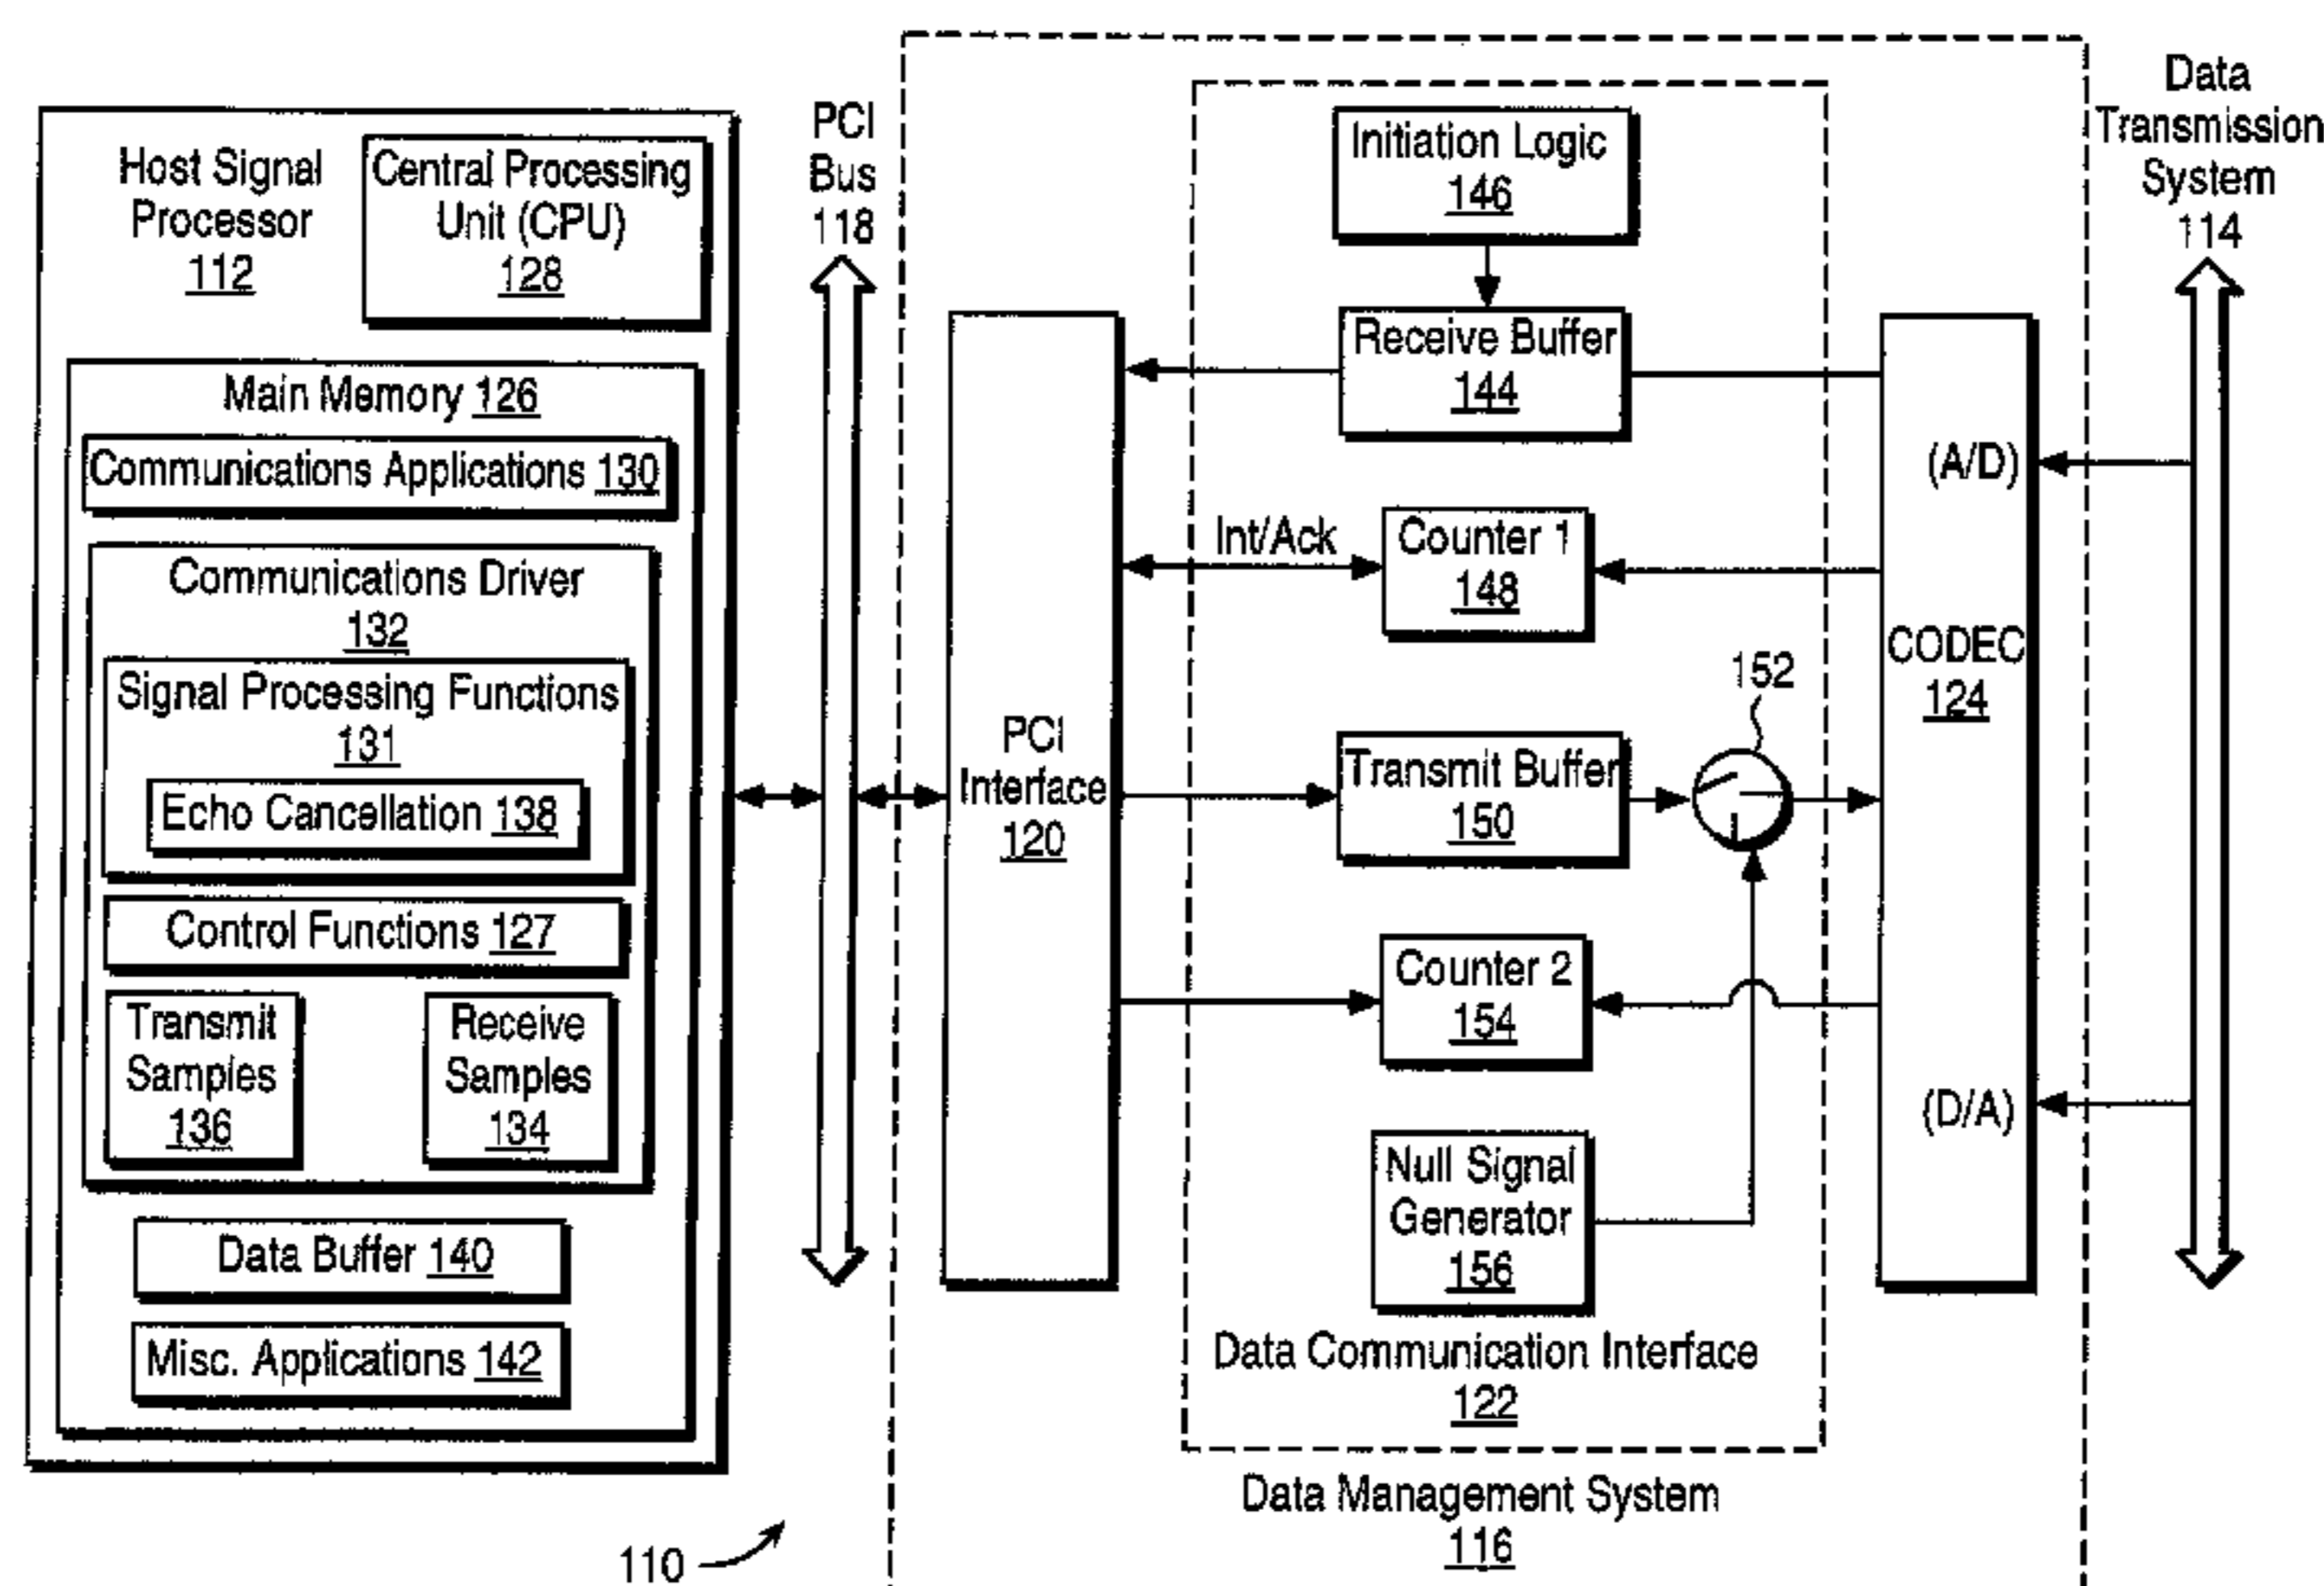 Host Signal
Processor
112
Central Processing
Unit (CPU)
128
Main Memory 126
Communications Applications 130
Communications Driver
132
Signal Processing Functions
131
Echo Cancellation 138
Control Functions 127
Transmit
Samples
136
Receive
Samples
134
Data Buffer 140
Misc. Applications 142
110
PCI
Bus
118
PCI
Interface
120
Initiation Logic
146
Receive Buffer
144
Int/Ack
Counter 1
148
152
Transmit Buffer
150
Counter 2
154
Null Signal
Generator
156
Data Communication Interface
122
Data Management System
116
(A/D)
CODEC
124
(D/A)
Data
Transmission
System
114